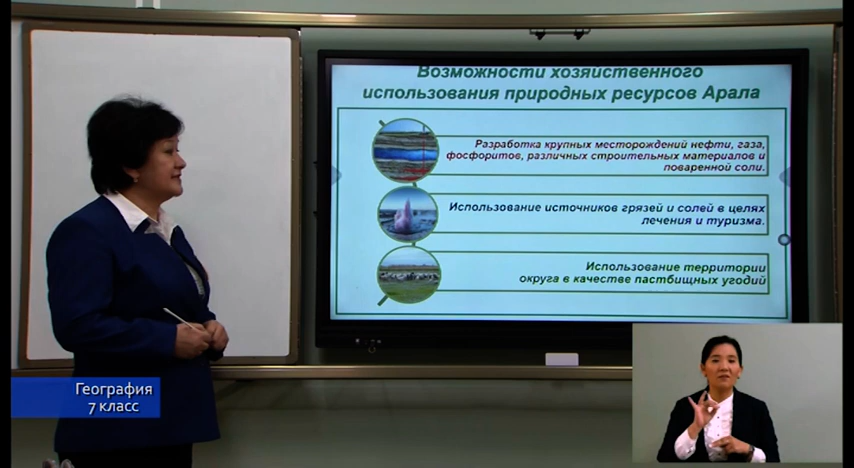 Возможности хозяйственного
использования природных ресурсов Арала
Разработка крупных месторождений нефти, газа,
фосфоритов, различных строительных материалов и
поваренной соли.
Использование источников грязей и солей в целях
лечения и туризма.
Использование территории
округа в качестве пастбищных угодий
География
7 класс